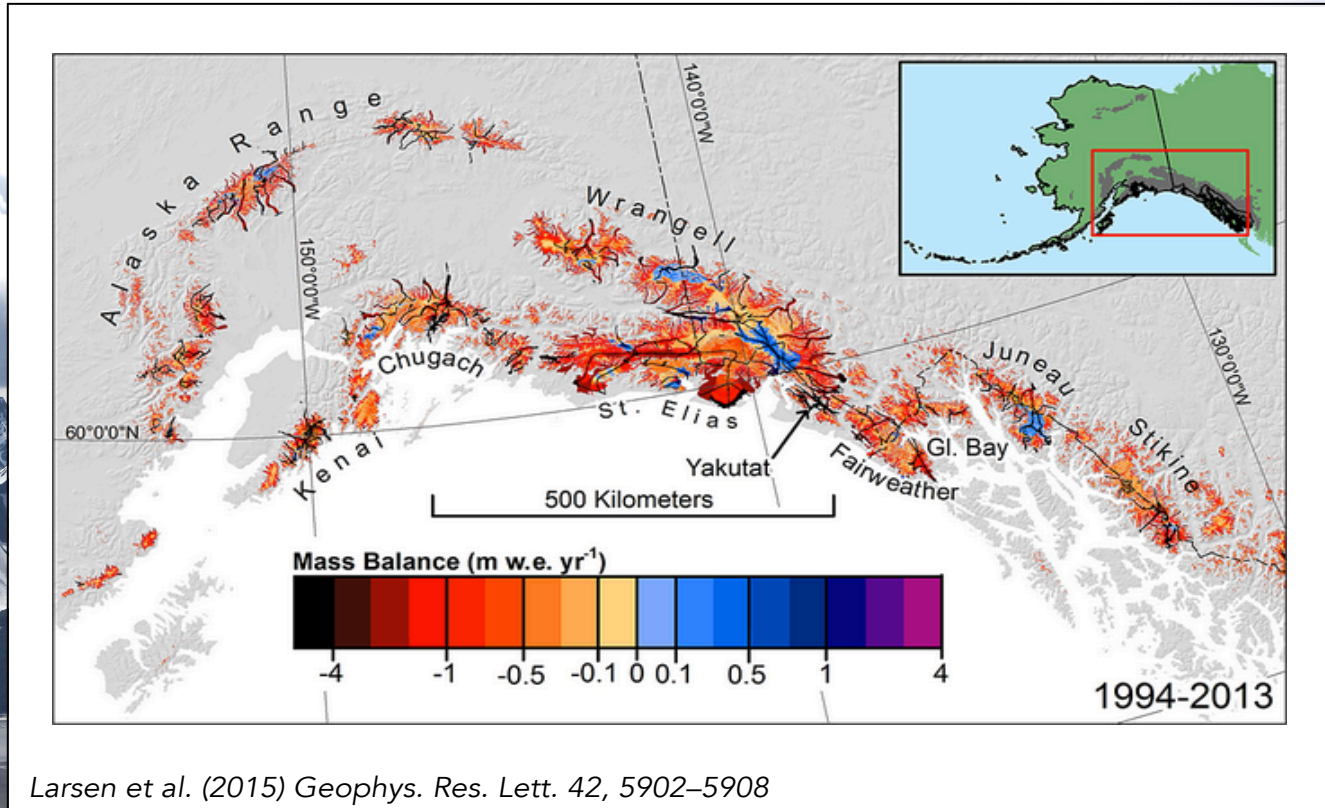 Alaska Range
Wrangell
140°0'0"W
150°0'0"W
130°0'0"W
Chugach
Juneau
St. Elias
Stikine
60°0'0"N
Kenai
Yakutat
Gl. Bay
Fairweather
500 Kilometers
Mass Balance (m w.e. yr-1)
-4 -1 -0.5 -0.1 0 0.1 0.5 1 4
1994-2013
Larsen et al. (2015) Geophys. Res. Lett. 42, 5902–5908